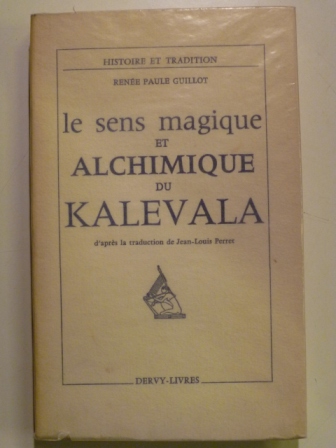 HISTOIRE ET TRADITION
RENÉE PAULE GUILLOT
le sens magique
ET
ALCHIMIQUE
DU
KALEVALA
d'après la traduction de Jean-Louis Perret
DERVY-LIVRES